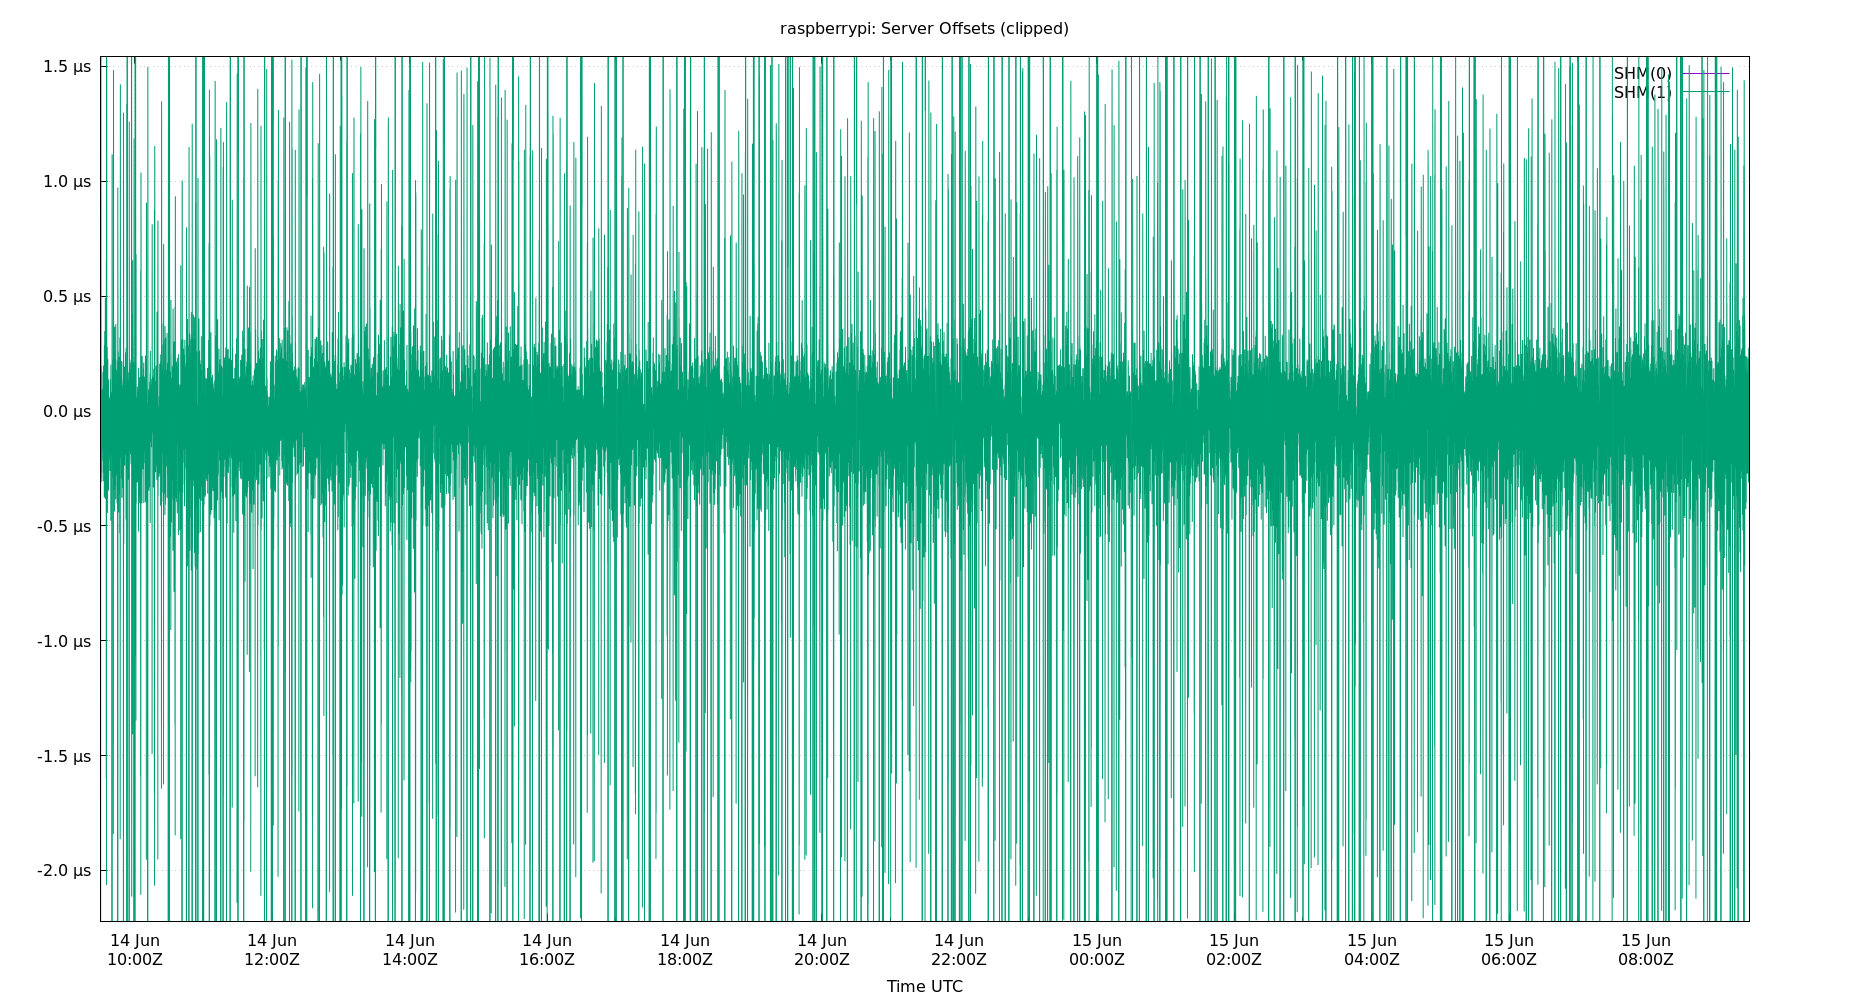 raspberrypi: Server Offsets (clipped)
1.5 µs
SHM(0)
SHM(1)
1.0 µs
0.5 µs
0.0 µs
-0.5 µs
-1.0 µs
-1.5 µs
-2.0 µs
14 Jun 14 Jun 14 Jun 14 Jun 14 Jun 14 Jun 14 Jun 15 Jun 15 Jun 15 Jun 15 Jun 15 Jun
10:00Z 12:00Z 14:00Z 16:00Z 18:00Z 20:00Z 22:00Z 00:00Z 02:00Z 04:00Z 06:00Z 08:00Z
Time UTC